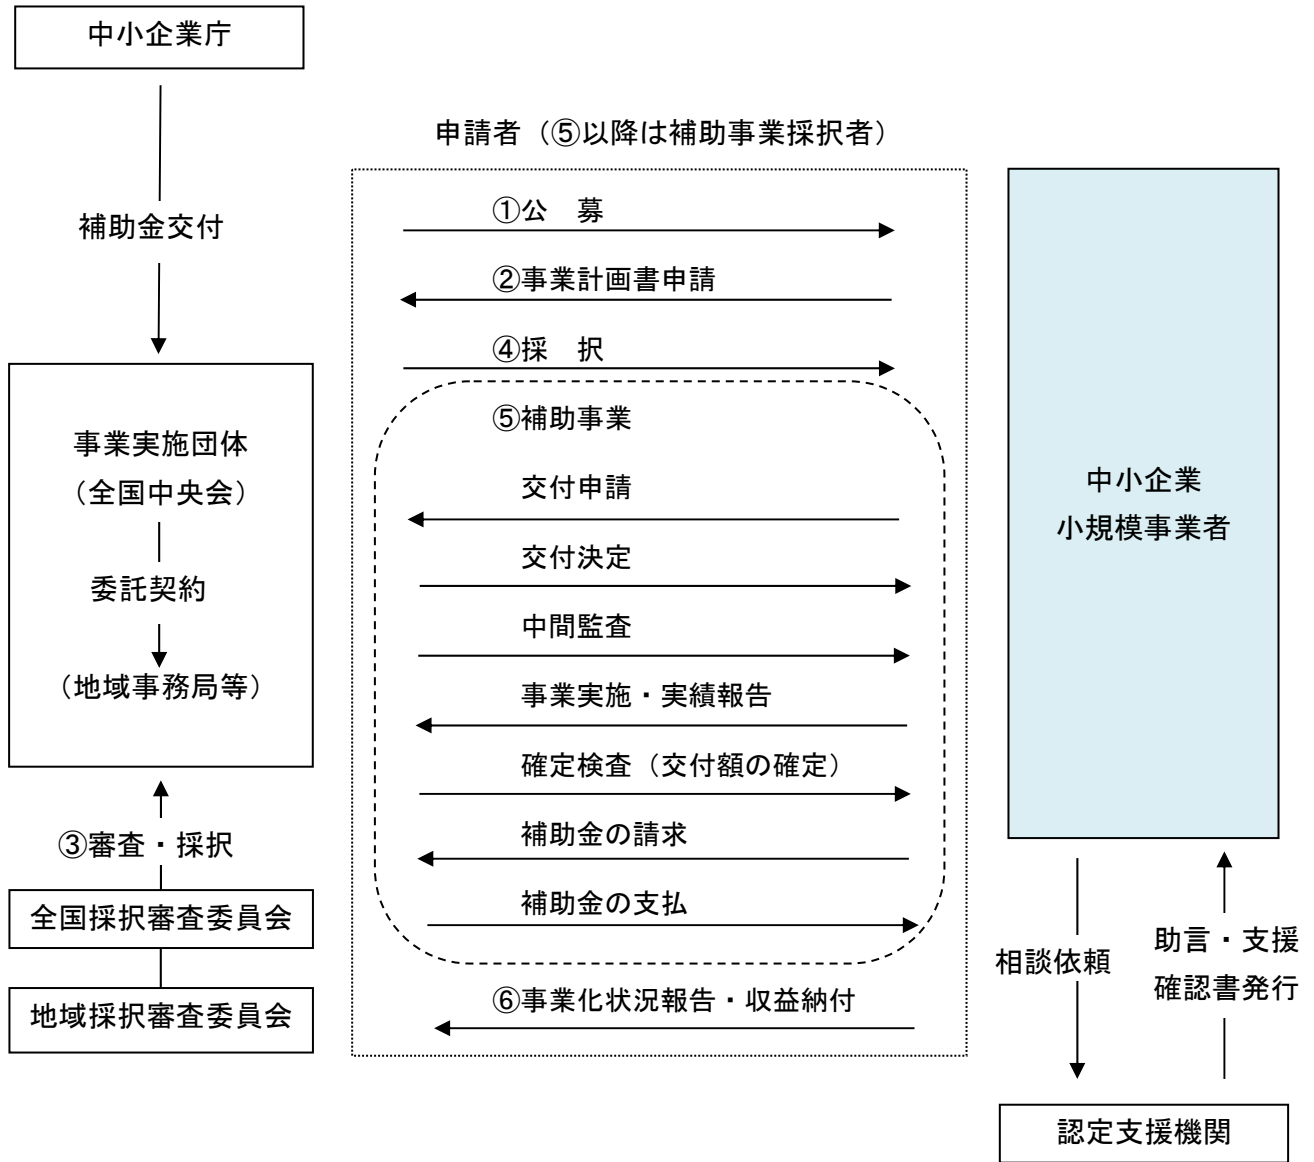 中小企業庁
補助金交付
事業実施団体
（全国中央会）
委託契約
（地域事務局等）
③審査・採択
全国採択審査委員会
地域採択審査委員会
申請者（⑤以降は補助事業採択者）
①公　募
②事業計画書申請
④採　択
⑤補助事業
交付申請
交付決定
中間監査
事業実施・実績報告
確定検査（交付額の確定）
補助金の請求
補助金の支払
⑥事業化状況報告・収益納付
中小企業
小規模事業者
相談依頼
助言・支援
確認書発行
認定支援機関